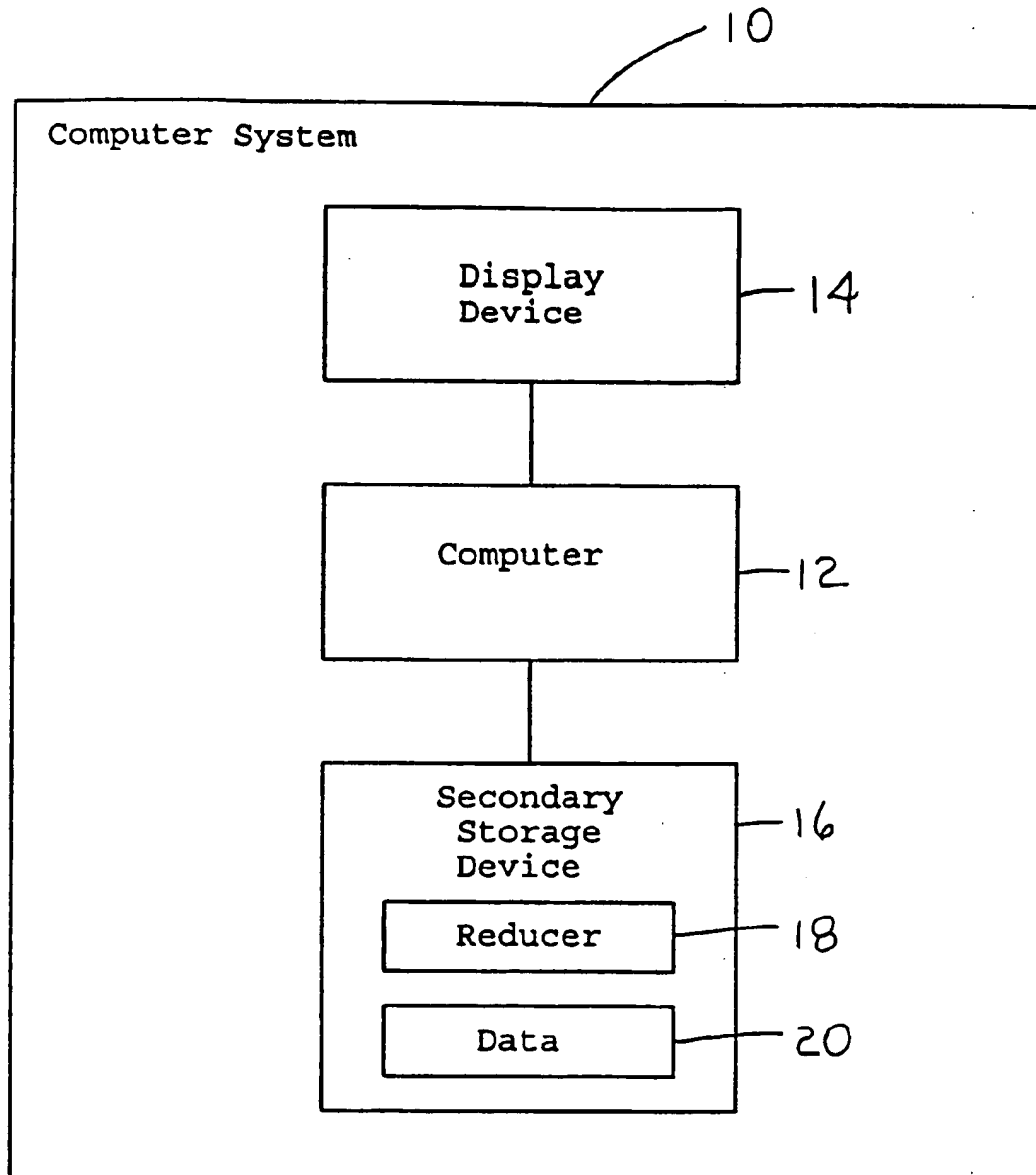 10
Computer System
Display
Device
14
Computer
12
Secondary
Storage
Device
16
Reducer
18
Data
20